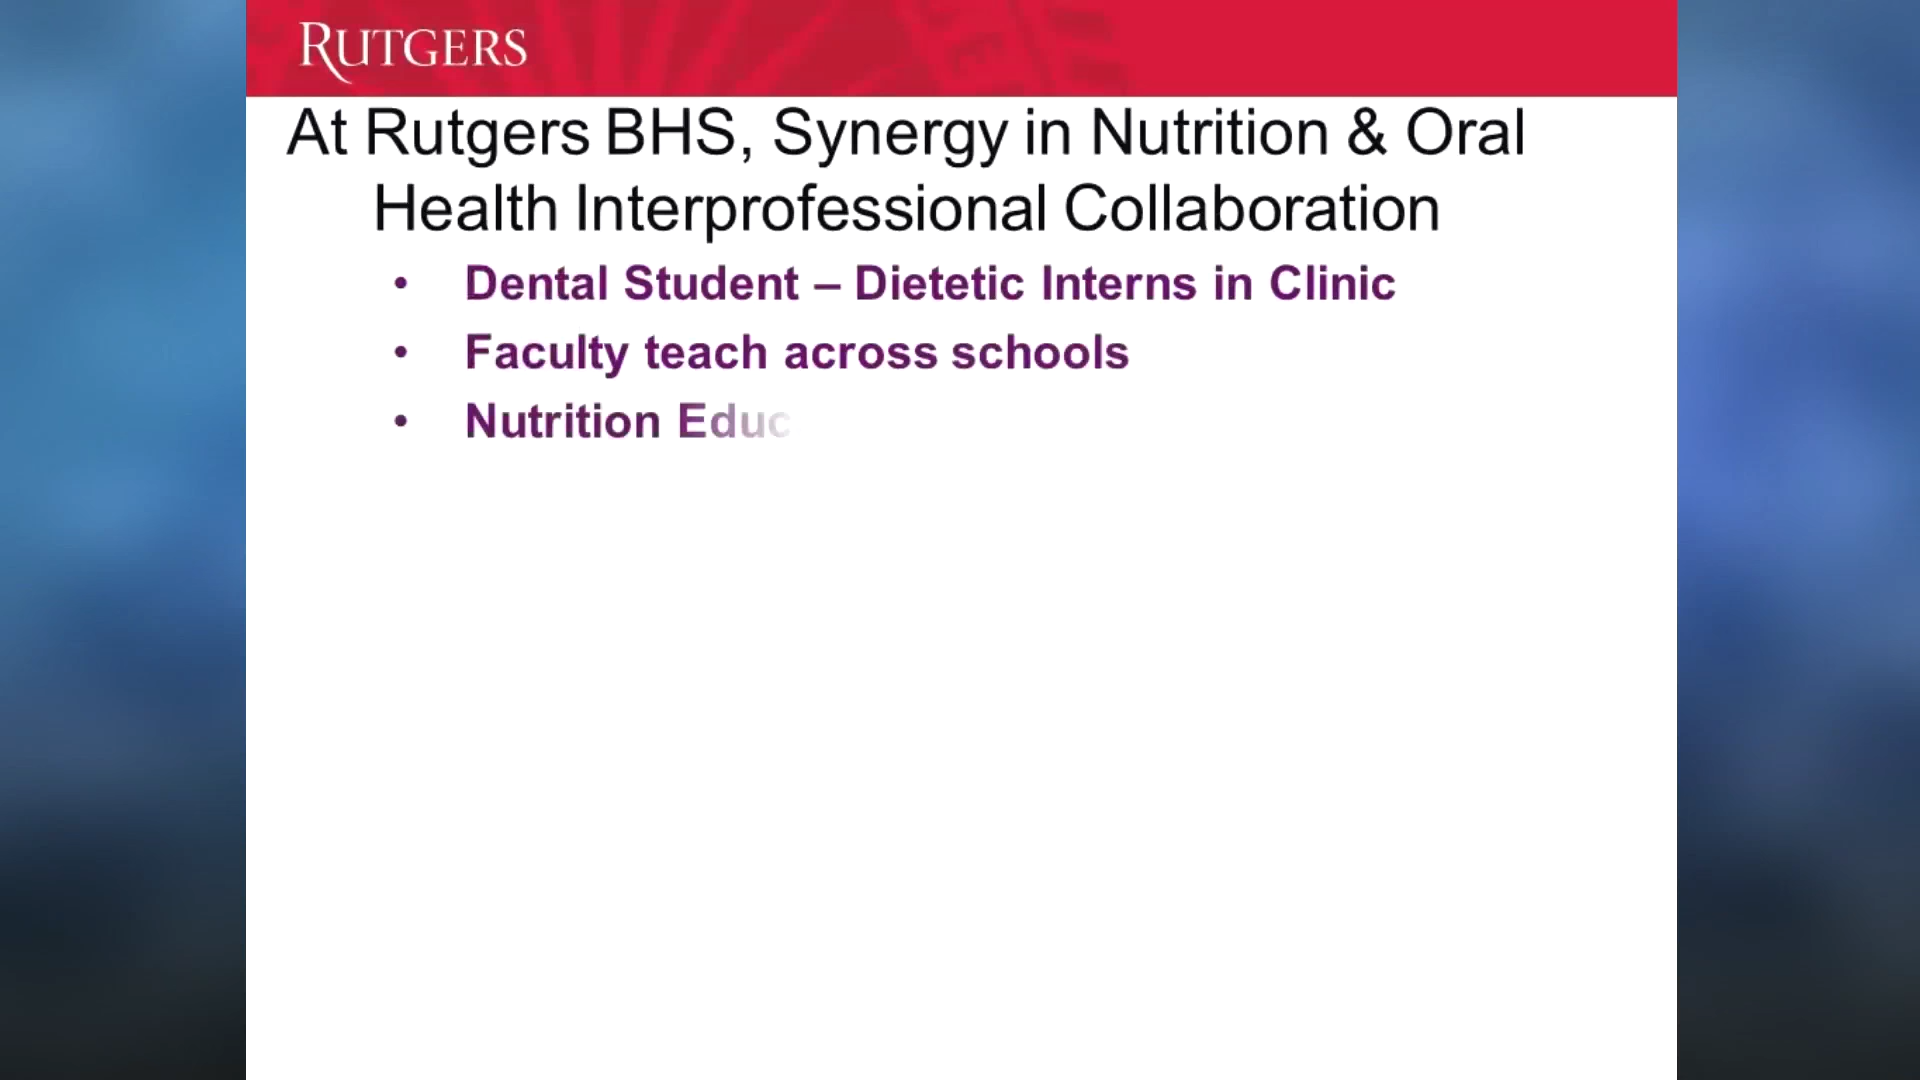 RUTGERS
At Rutgers BHS, Synergy in Nutrition & Oral
Health Interprofessional Collaboration
• Dental Student – Dietetic Interns in Clinic
• Faculty teach across schools
• Nutrition Educ